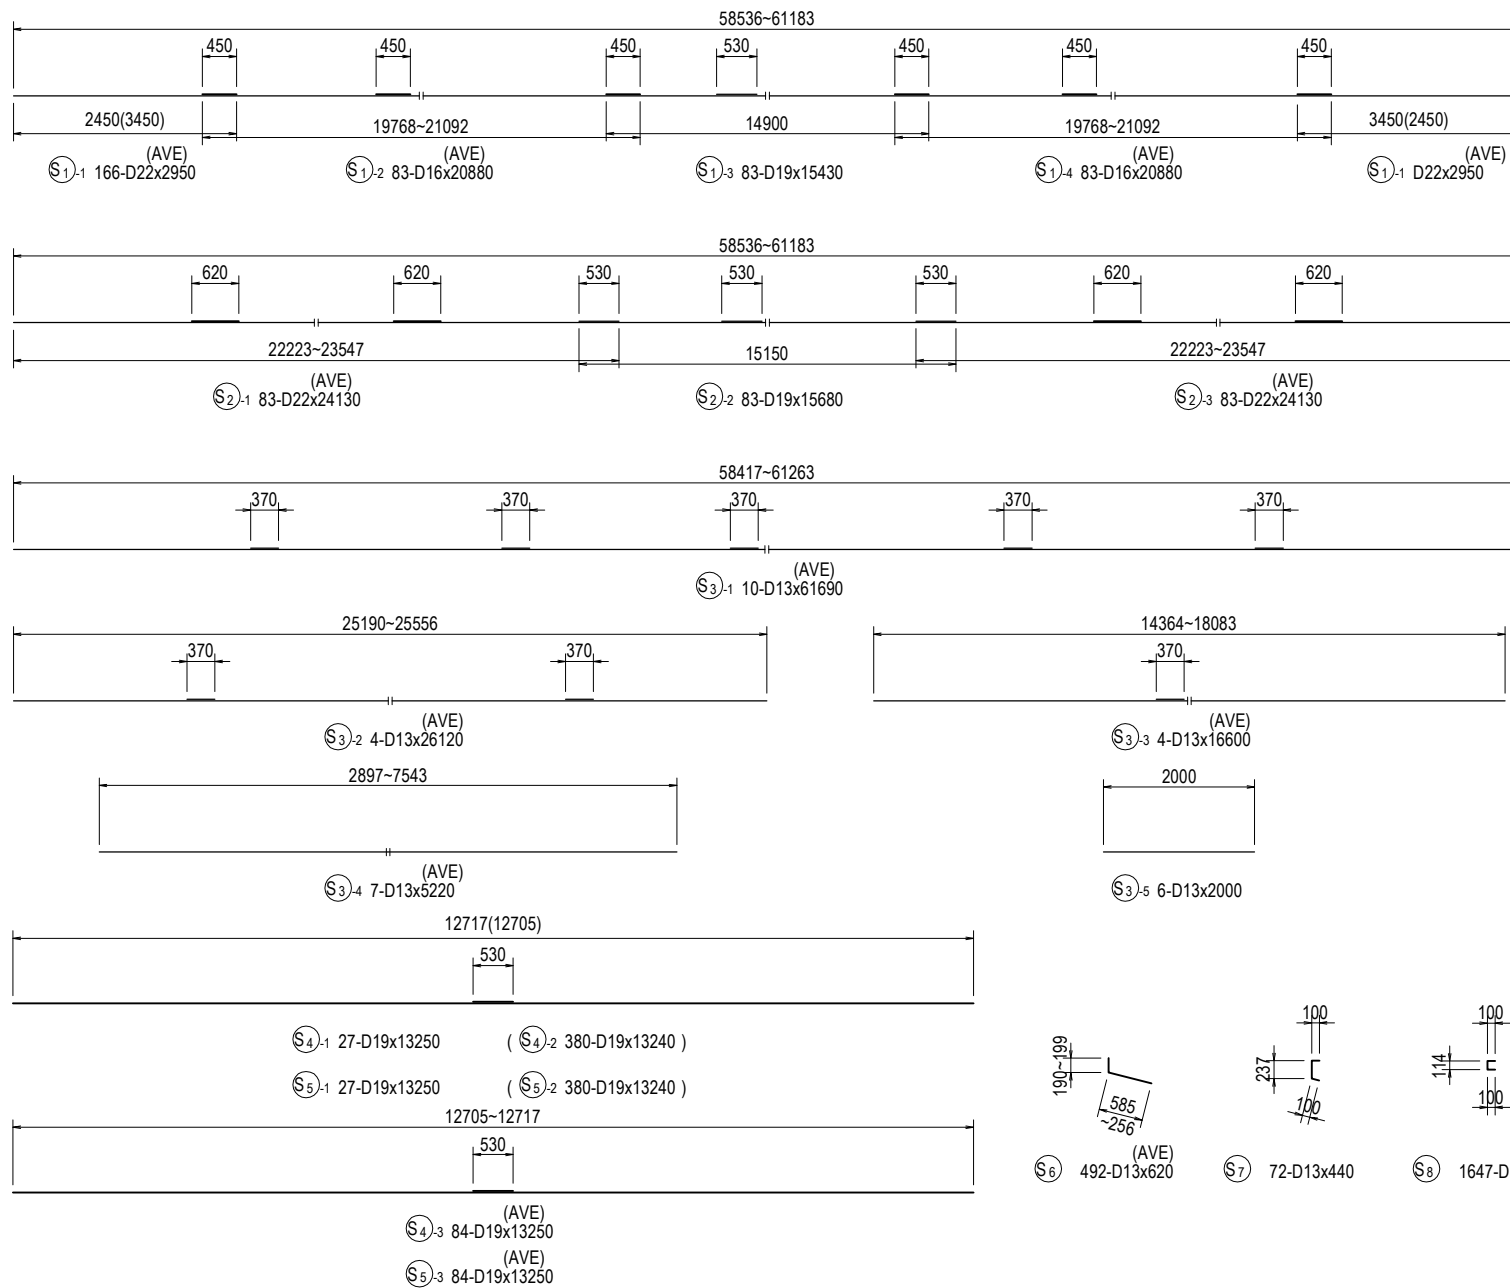 58536~61183
450 450 450 530 450 450 450
2450(3450) 19768~21092 14900 19768~21092 3450(2450)
(AVE) (AVE) (AVE) (AVE)
S1-1 166-D22x2950 S1-2 83-D16x20880 S1-3 83-D19x15430 S1-4 83-D16x20880 S1-1 D22x2950
58536~61183
620 620 530 530 530 620 620
22223~23547 15150 22223~23547
(AVE) (AVE)
S2-1 83-D22x24130 S2-2 83-D19x15680 S2-3 83-D22x24130
58417~61263
370 370 370 370 370
(AVE)
S3-1 10-D13x61690
25190~25556 14364~18083
370 370 370
(AVE) (AVE)
S3-2 4-D13x26120 S3-3 4-D13x16600
2897~7543 2000
(AVE)
S3-4 7-D13x5220 S3-5 6-D13x2000
12717(12705)
530
S4-1 27-D19x13250 ( S4-2 380-D19x13240 )
S5-1 27-D19x13250 ( S5-2 380-D19x13240 )
12705~12717
530
(AVE)
S4-3 84-D19x13250
(AVE)
S5-3 84-D19x13250
190~199
585
~256
(AVE)
S6 492-D13x620
100
237
100
S7 72-D13x440
100
114
100
S8 1647-D